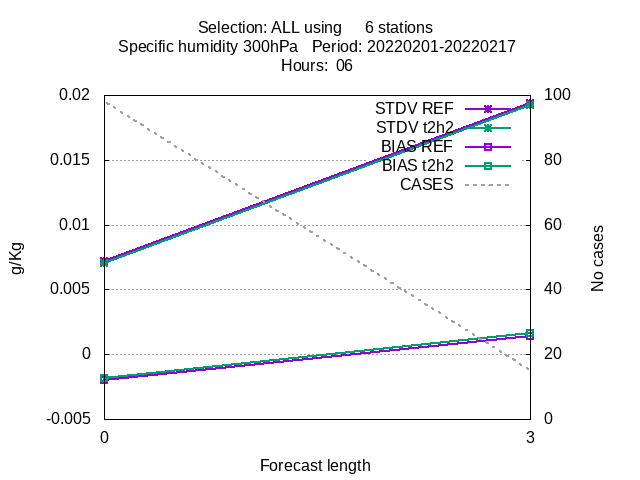 Selection: ALL using     6 stations
Specific humidity 300hPa   Period: 20220201-20220217
Hours:  06
0.02
0.015
0.01
0.005
0
-0.005
100
80
60
40
20
0
STDV REF
STDV t2h2
BIAS REF
BIAS t2h2
CASES
g/Kg
No cases
0
3
Forecast length